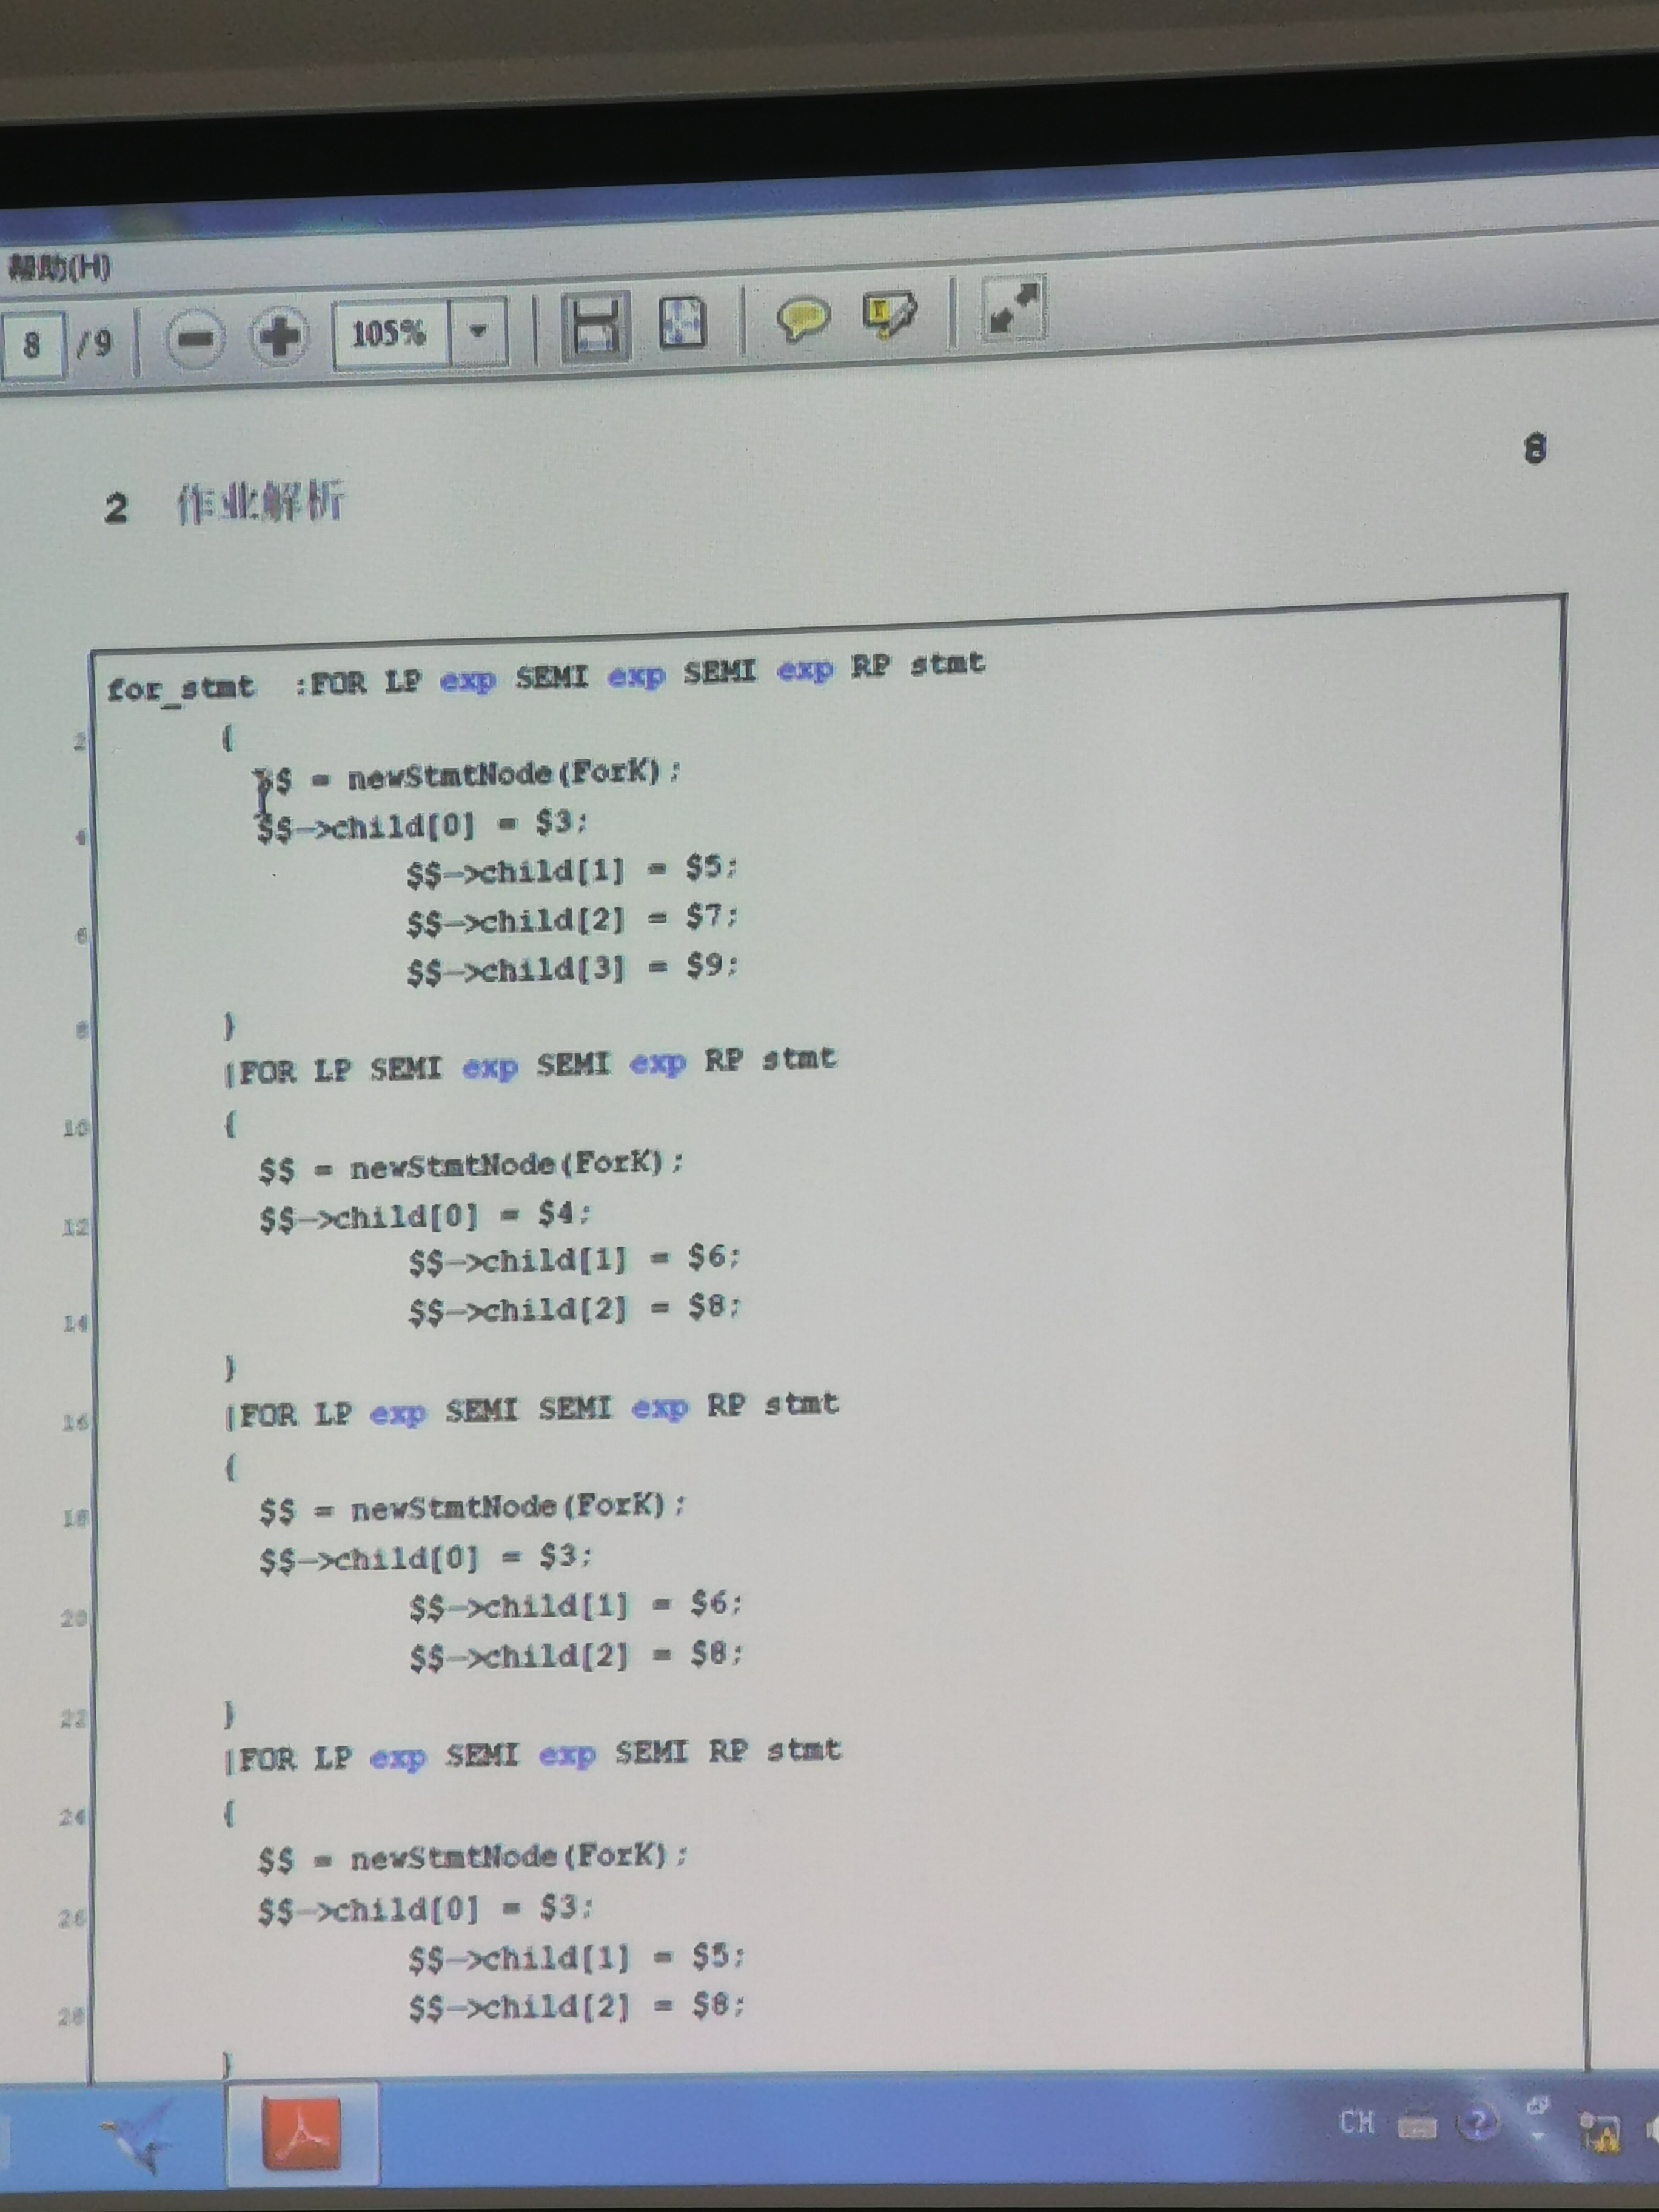 帮助(H)
8 / 9 105%
8
2 作业解析
for_stmt :FOR LP exp SEMI exp SEMI exp RP stmt
2 {
$$ = newStmtNode(ForK);
4 $$->child[0] = $3;
$$->child[1] = $5;
6 $$->child[2] = $7;
$$->child[3] = $9;
8 }
|FOR LP SEMI exp SEMI exp RP stmt
10 {
$$ = newStmtNode(ForK);
12 $$->child[0] = $4;
$$->child[1] = $6;
14 $$->child[2] = $8;
}
16 |FOR LP exp SEMI SEMI exp RP stmt
{
18 $$ = newStmtNode(ForK);
$$->child[0] = $3;
20 $$->child[1] = $6;
$$->child[2] = $8;
22 }
|FOR LP exp SEMI exp SEMI RP stmt
24 {
$$ = newStmtNode(ForK);
26 $$->child[0] = $3;
$$->child[1] = $5;
28 $$->child[2] = $8;
}
CH